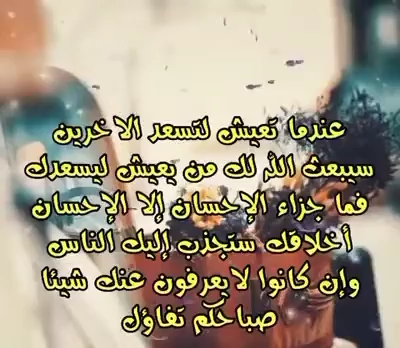 عندما تعيش لتسعد الاخرين
سيبعث الله لك من يعيش ليسعدك
فما جزاء الإحسان إلا الإحسان
أخلاقك ستجذب إليك الناس
وإن كانوا لا يعرفون عنك شيئا
صباحكم تفاؤل